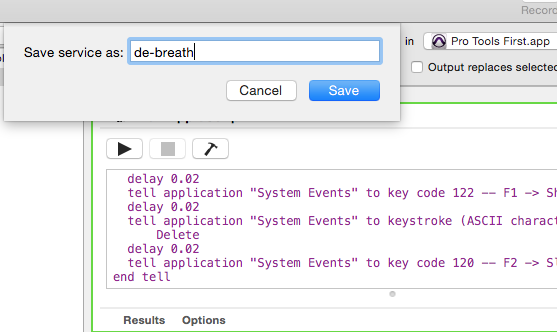 Record
Save service as: de-breath
in Pro Tools First.app
Output replaces selected
Cancel Save
delay 0.02
tell application "System Events" to key code 122 -- F1 -> Sh
delay 0.02
tell application "System Events" to keystroke (ASCII charact
Delete
delay 0.02
tell application "System Events" to key code 120 -- F2 -> Sl
end tell
Results Options